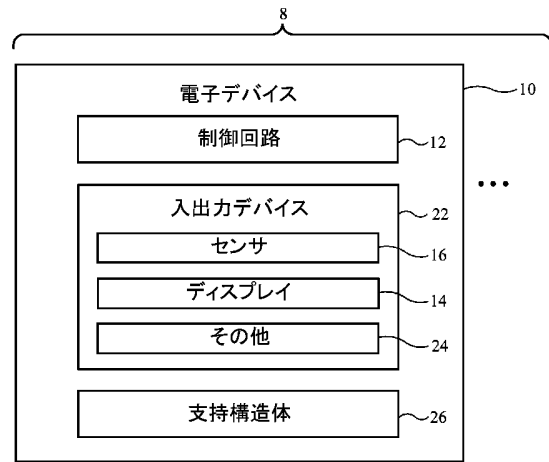 8
電子デバイス
10
制御回路
12
入出力デバイス
22
センサ
16
ディスプレイ
14
その他
24
支持構造体
26
...